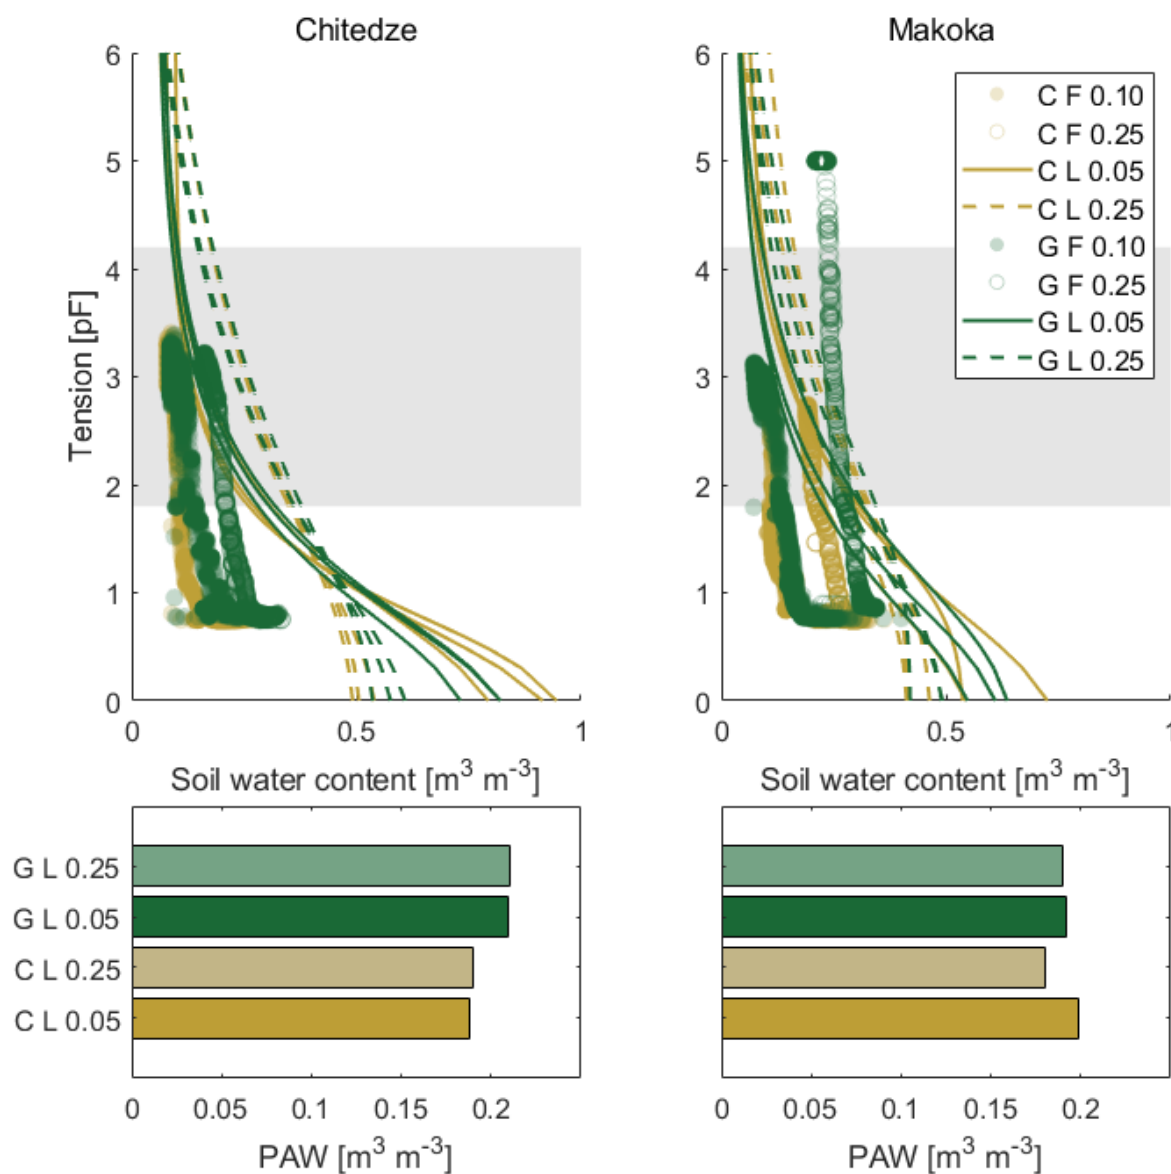 Chitedze
Makoka
6
5
4
3
2
1
0
Tension [pF]
0
0.5
1
Soil water content [m³ m⁻³]
6
5
4
3
2
1
0
0
0.5
1
Soil water content [m³ m⁻³]
C F 0.10
C F 0.25
C L 0.05
C L 0.25
G F 0.10
G F 0.25
G L 0.05
G L 0.25
G L 0.25
G L 0.05
C L 0.25
C L 0.05
0
0.05
0.1
0.15
0.2
PAW [m³ m⁻³]
0
0.05
0.1
0.15
0.2
PAW [m³ m⁻³]